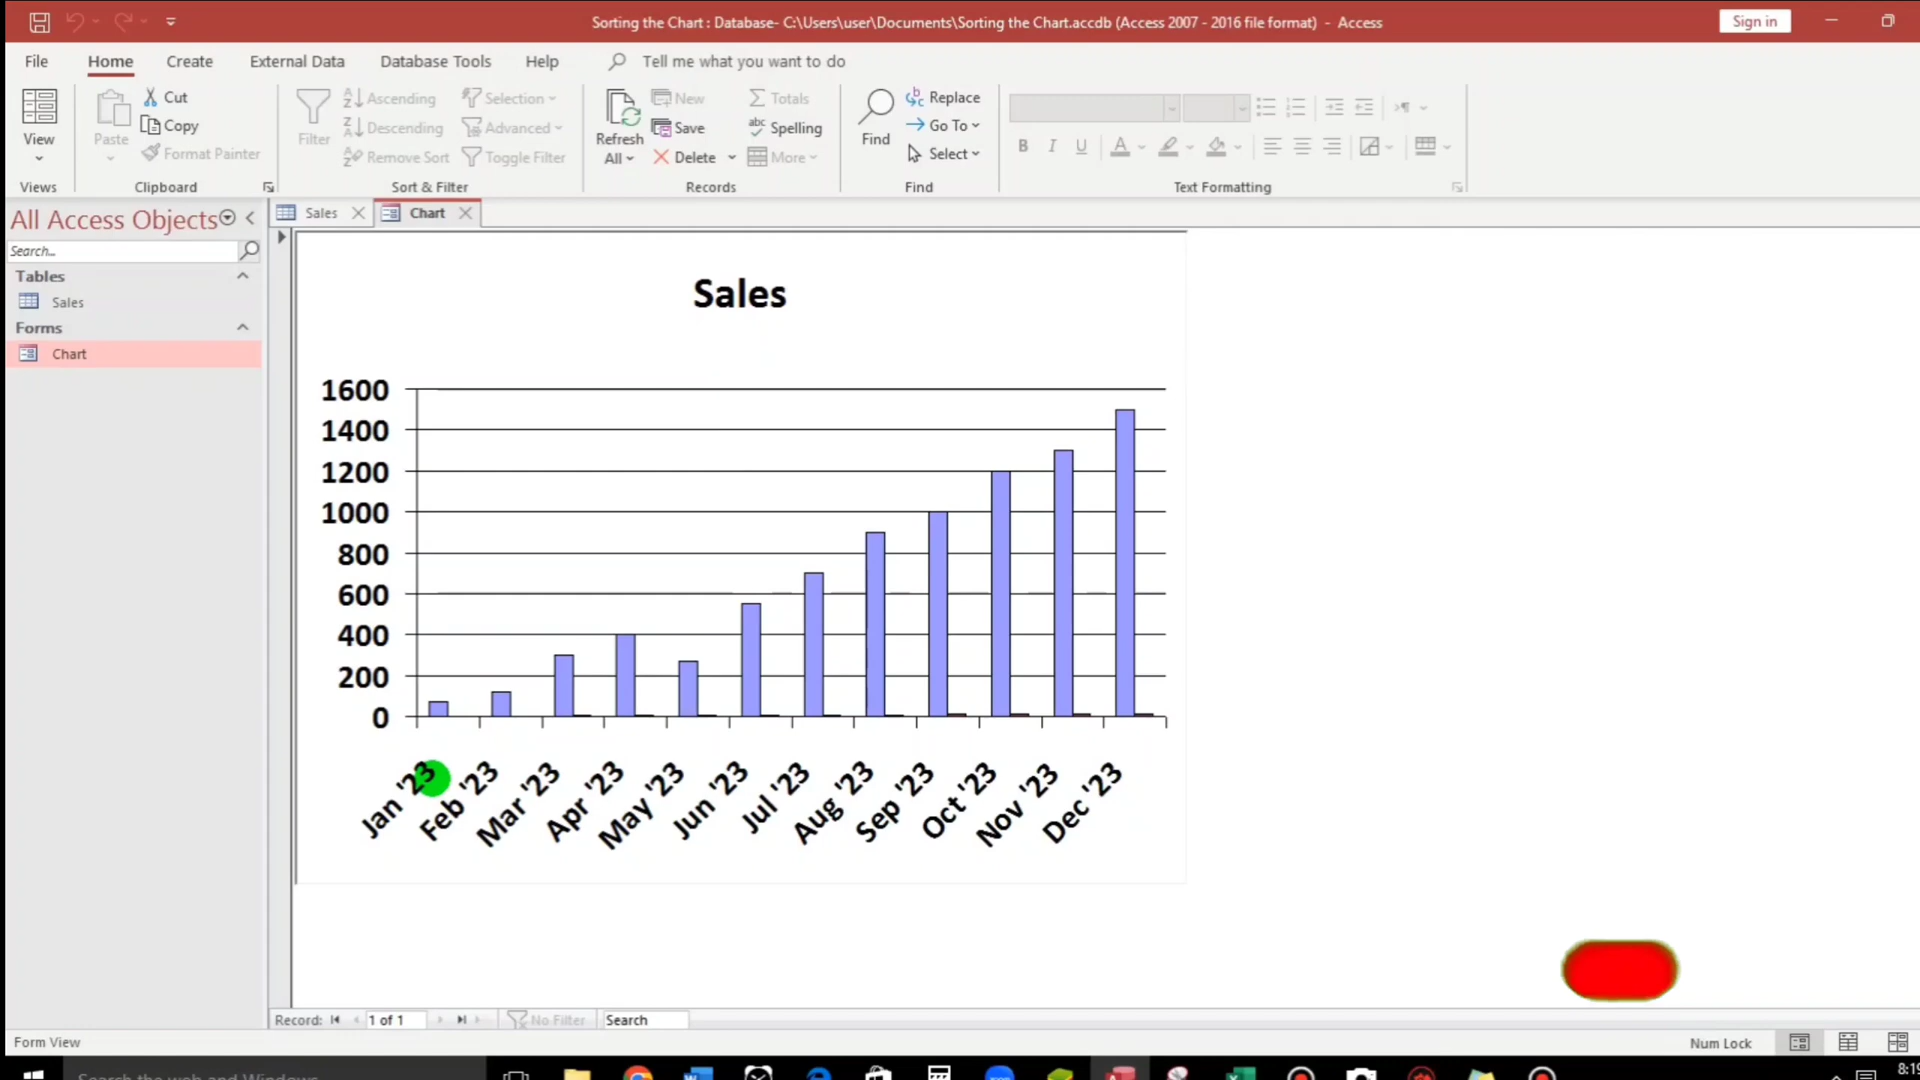 Sorting the Chart : Database- C:\Users\user\Documents\Sorting the Chart.accdb (Access 2007 - 2016 file format) - Access
Sign in
File Home Create External Data Database Tools Help Tell me what you want to do
View
Views
Paste
Cut
Copy
Format Painter
Clipboard
Filter
Ascending
Descending
Remove Sort
Selection
Advanced
Toggle Filter
Sort & Filter
Refresh
All
New
Save
Delete
Totals
Spelling
More
Records
Find
Replace
Go To
Select
Find
B I U A
Text Formatting
All Access Objects
Search...
Tables
Sales
Forms
Chart
Sales Chart
Sales
1600
1400
1200
1000
800
600
400
200
0
Jan '23
Feb '23
Mar '23
Apr '23
May '23
Jun '23
Jul '23
Aug '23
Sep '23
Oct '23
Nov '23
Dec '23
Record: 1 of 1 No Filter Search
Form View
Num Lock
Search the web and Windows